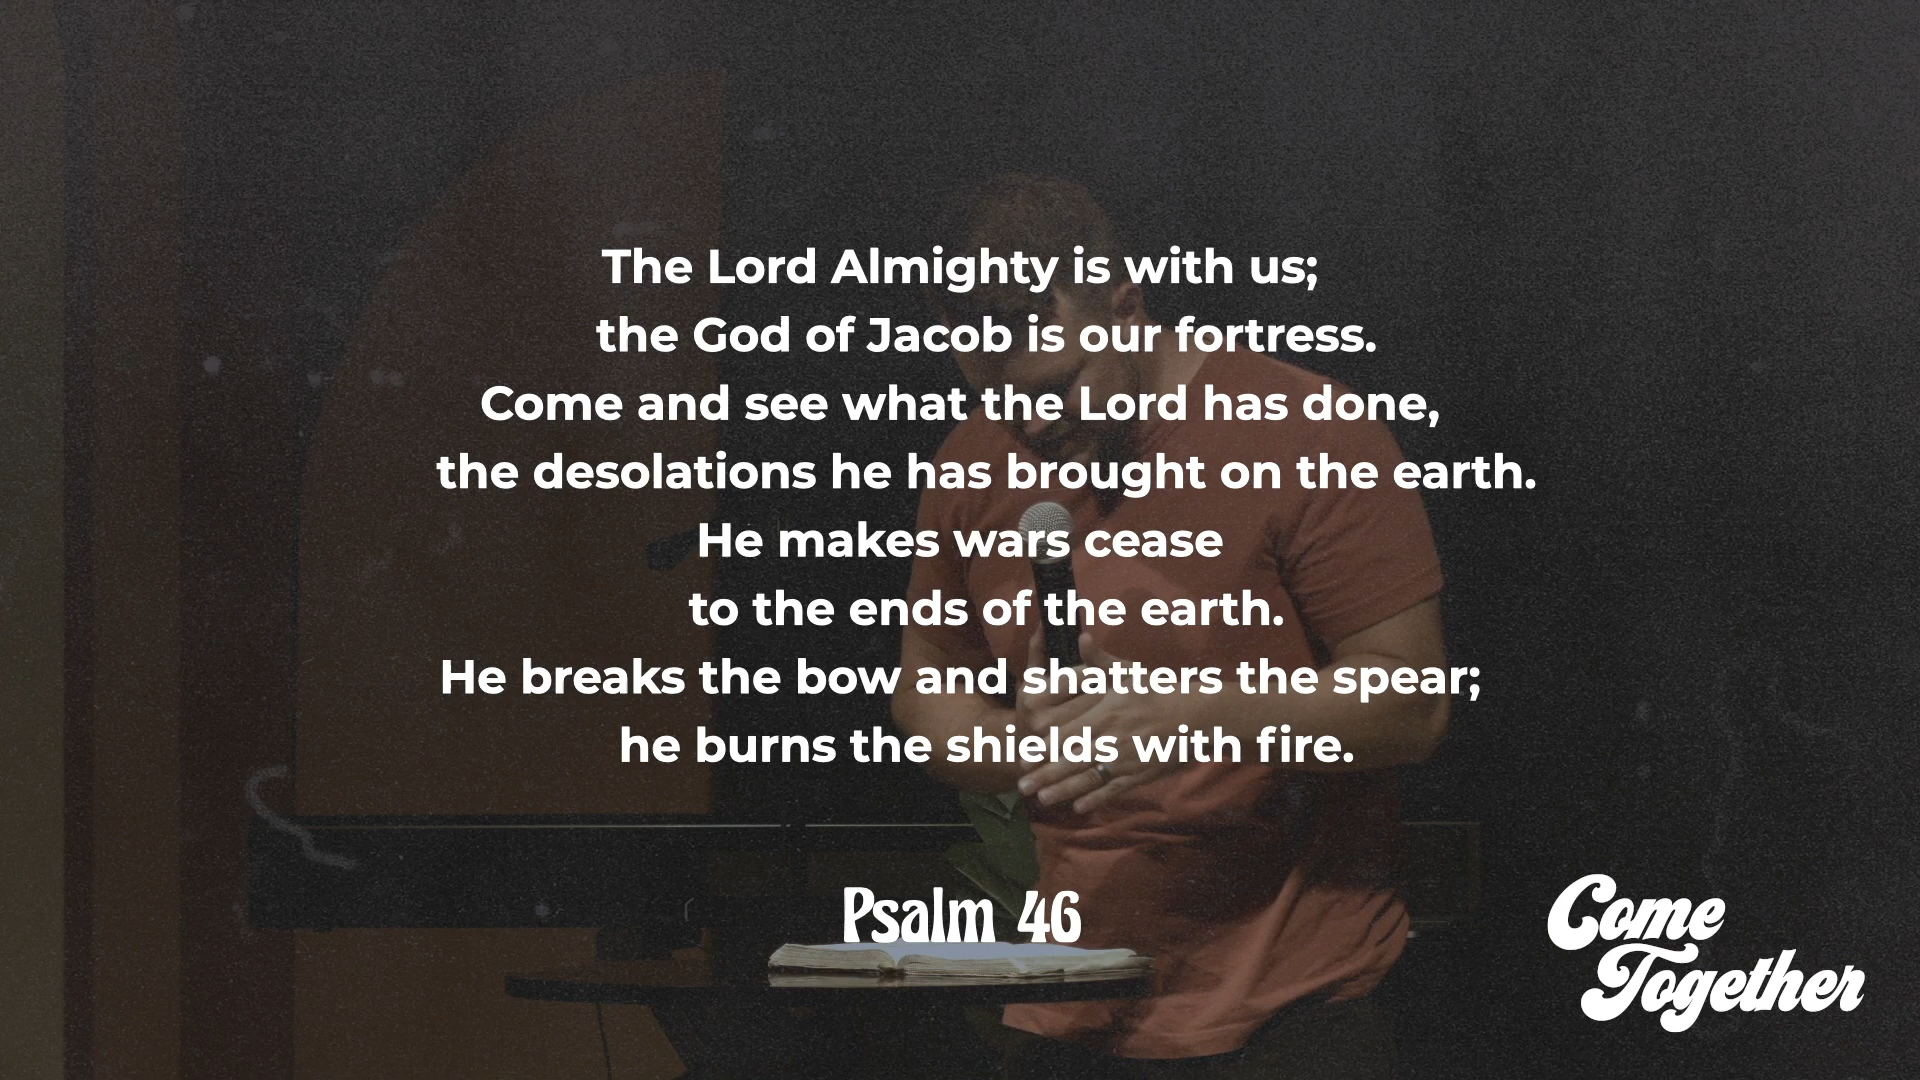 The Lord Almighty is with us;
the God of Jacob is our fortress.
Come and see what the Lord has done,
the desolations he has brought on the earth.
He makes wars cease
to the ends of the earth.
He breaks the bow and shatters the spear;
he burns the shields with fire.
Psalm 46
Come
Together